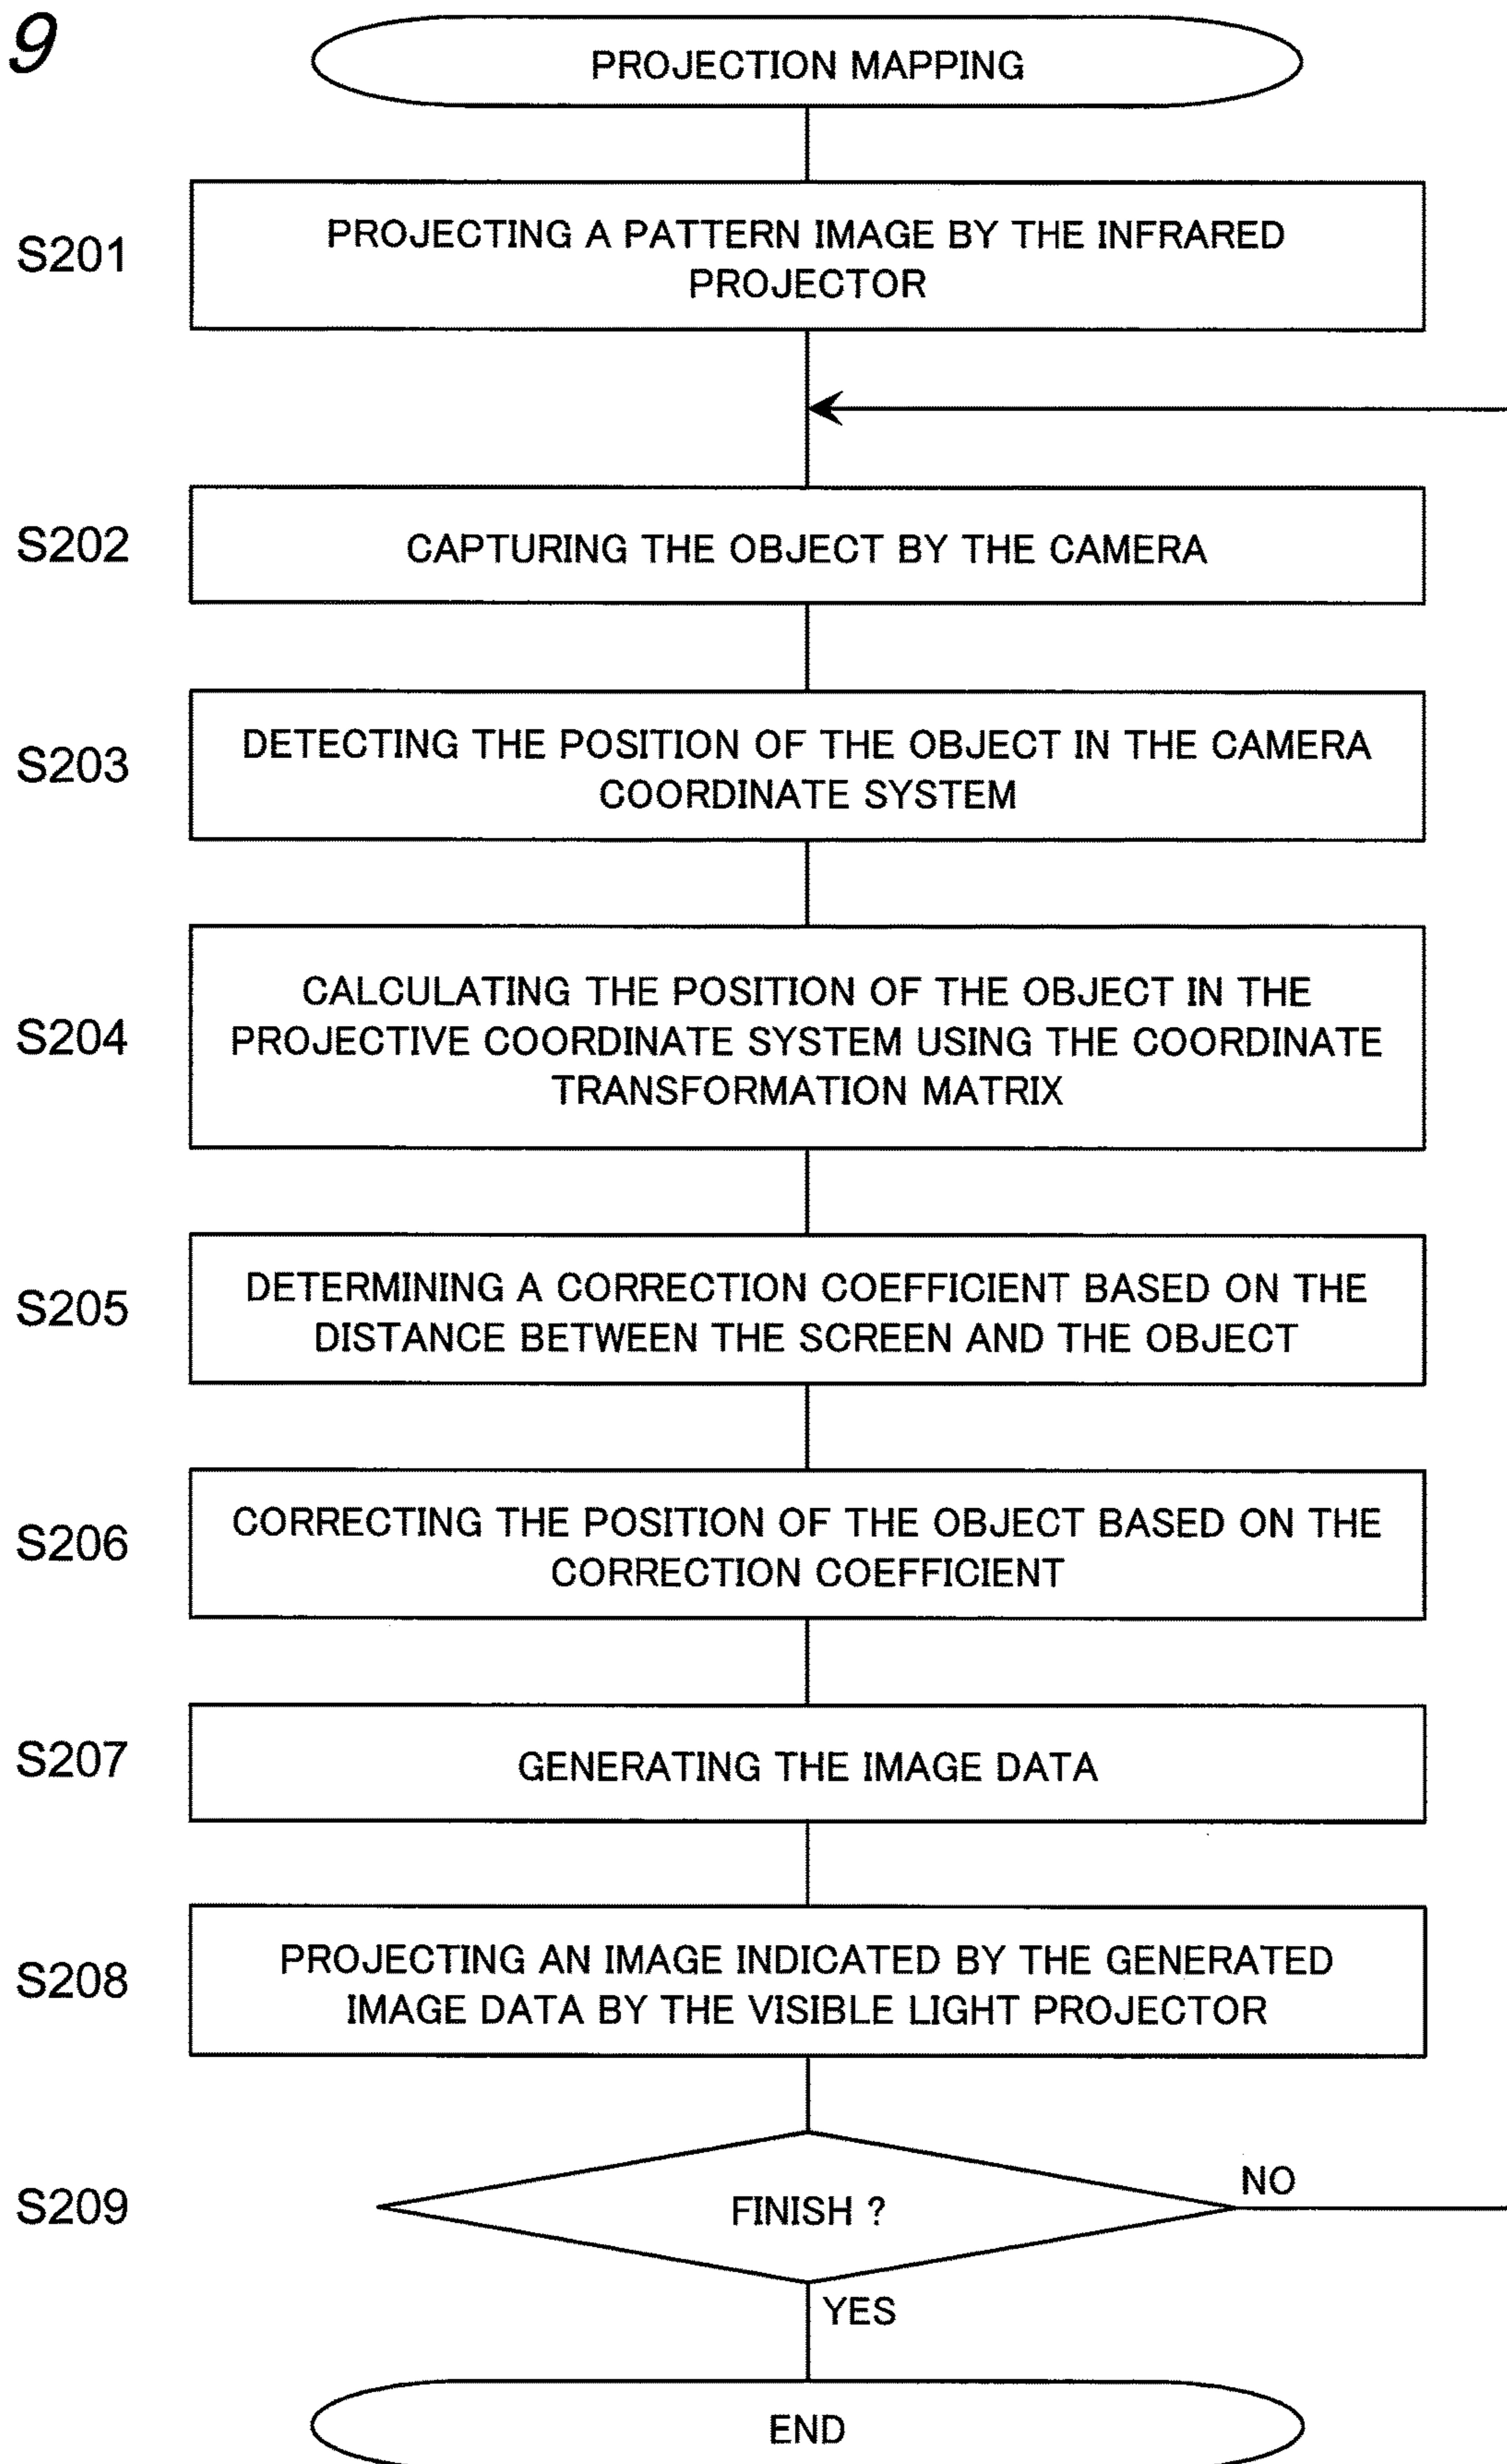 9
PROJECTION MAPPING
S201
PROJECTING A PATTERN IMAGE BY THE INFRARED
PROJECTOR
S202
CAPTURING THE OBJECT BY THE CAMERA
S203
DETECTING THE POSITION OF THE OBJECT IN THE CAMERA
COORDINATE SYSTEM
S204
CALCULATING THE POSITION OF THE OBJECT IN THE
PROJECTIVE COORDINATE SYSTEM USING THE COORDINATE
TRANSFORMATION MATRIX
S205
DETERMINING A CORRECTION COEFFICIENT BASED ON THE
DISTANCE BETWEEN THE SCREEN AND THE OBJECT
S206
CORRECTING THE POSITION OF THE OBJECT BASED ON THE
CORRECTION COEFFICIENT
S207
GENERATING THE IMAGE DATA
S208
PROJECTING AN IMAGE INDICATED BY THE GENERATED
IMAGE DATA BY THE VISIBLE LIGHT PROJECTOR
S209
FINISH ?
NO
YES
END